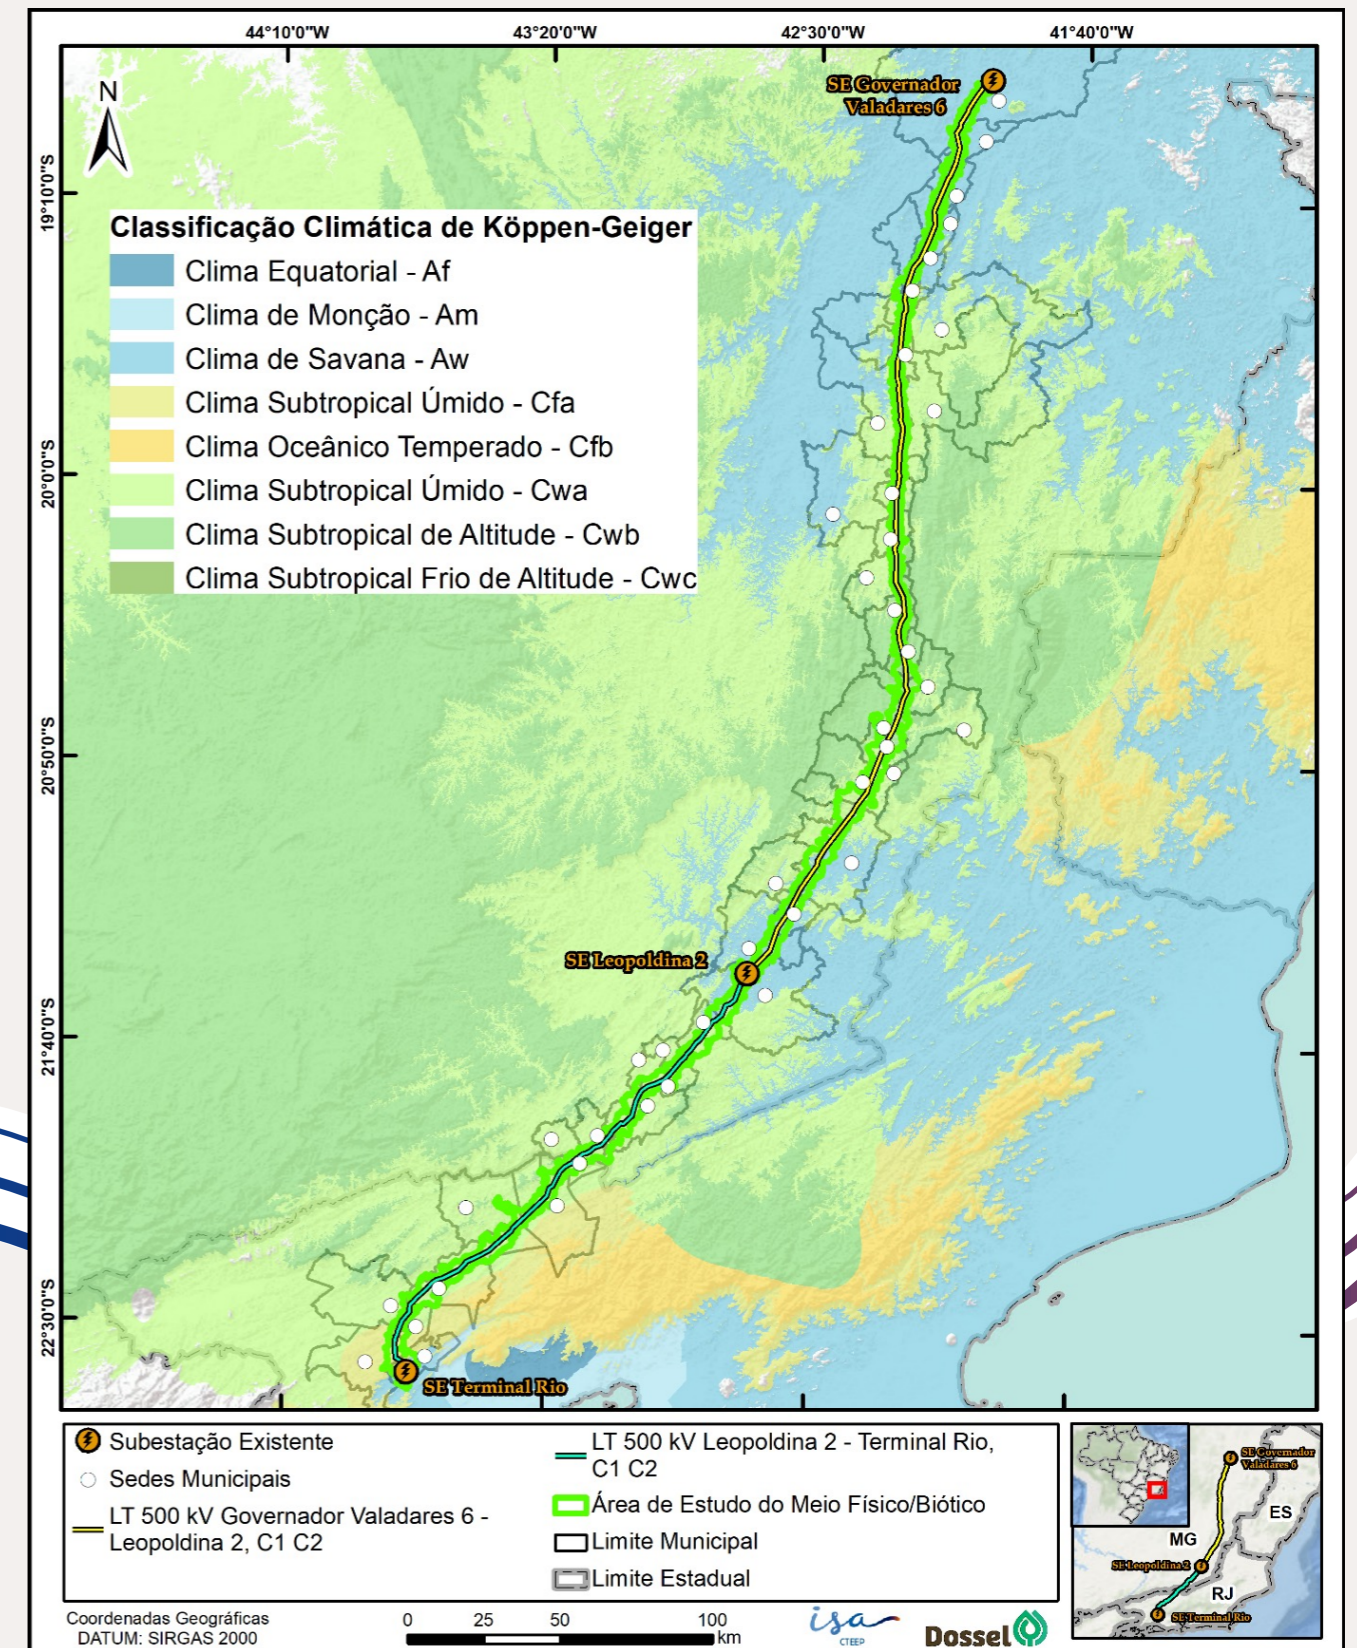 44°10'0"W
43°20'0"W
42°30'0"W
41°40'0"W
N
19°10'0"S
20°0'0"S
20°50'0"S
21°40'0"S
22°30'0"S
SE Governador
Valadares 6
Classificação Climática de Köppen-Geiger
Clima Equatorial - Af
Clima de Monção - Am
Clima de Savana - Aw
Clima Subtropical Úmido - Cfa
Clima Oceânico Temperado - Cfb
Clima Subtropical Úmido - Cwa
Clima Subtropical de Altitude - Cwb
Clima Subtropical Frio de Altitude - Cwc
SE Leopoldina 2
SE Terminal Rio
Subestação Existente
Sedes Municipais
LT 500 kV Governador Valadares 6 -
Leopoldina 2, C1 C2
LT 500 kV Leopoldina 2 - Terminal Rio,
C1 C2
Área de Estudo do Meio Físico/Biótico
Limite Municipal
Limite Estadual
SE Governador
Valadares 6
ES
MG
SE Leopoldina 2
RJ
SE Terminal Rio
Coordenadas Geográficas
DATUM: SIRGAS 2000
0 25 50 100
km
isa
CTEEP
Dossel